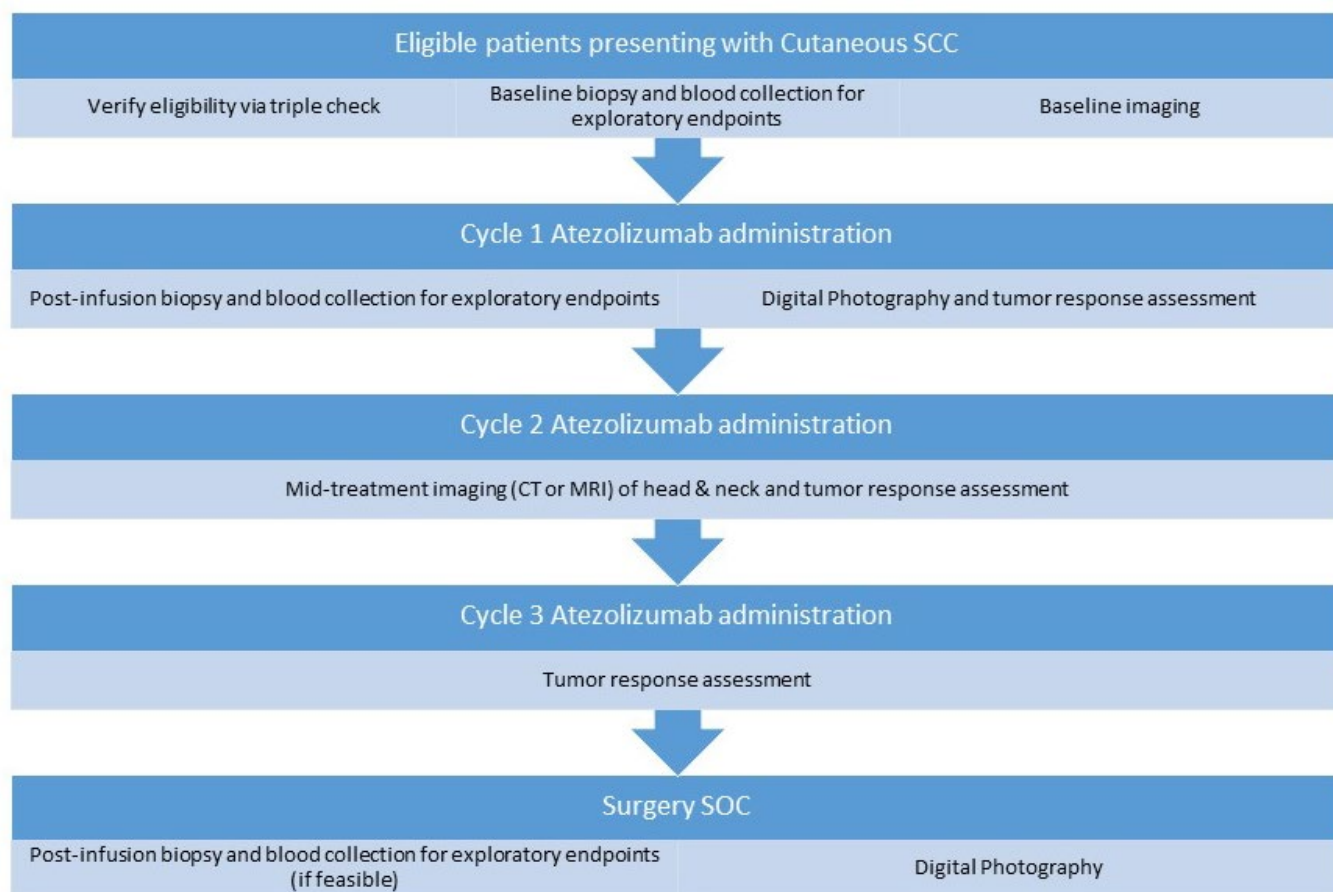 Eligible patients presenting with Cutaneous SCC
Verify eligibility via triple check
Baseline biopsy and blood collection for
exploratory endpoints
Baseline imaging
Cycle 1 Atezolizumab administration
Post-infusion biopsy and blood collection for exploratory endpoints
Digital Photography and tumor response assessment
Cycle 2 Atezolizumab administration
Mid-treatment imaging (CT or MRI) of head & neck and tumor response assessment
Cycle 3 Atezolizumab administration
Tumor response assessment
Surgery SOC
Post-infusion biopsy and blood collection for exploratory endpoints
(if feasible)
Digital Photography